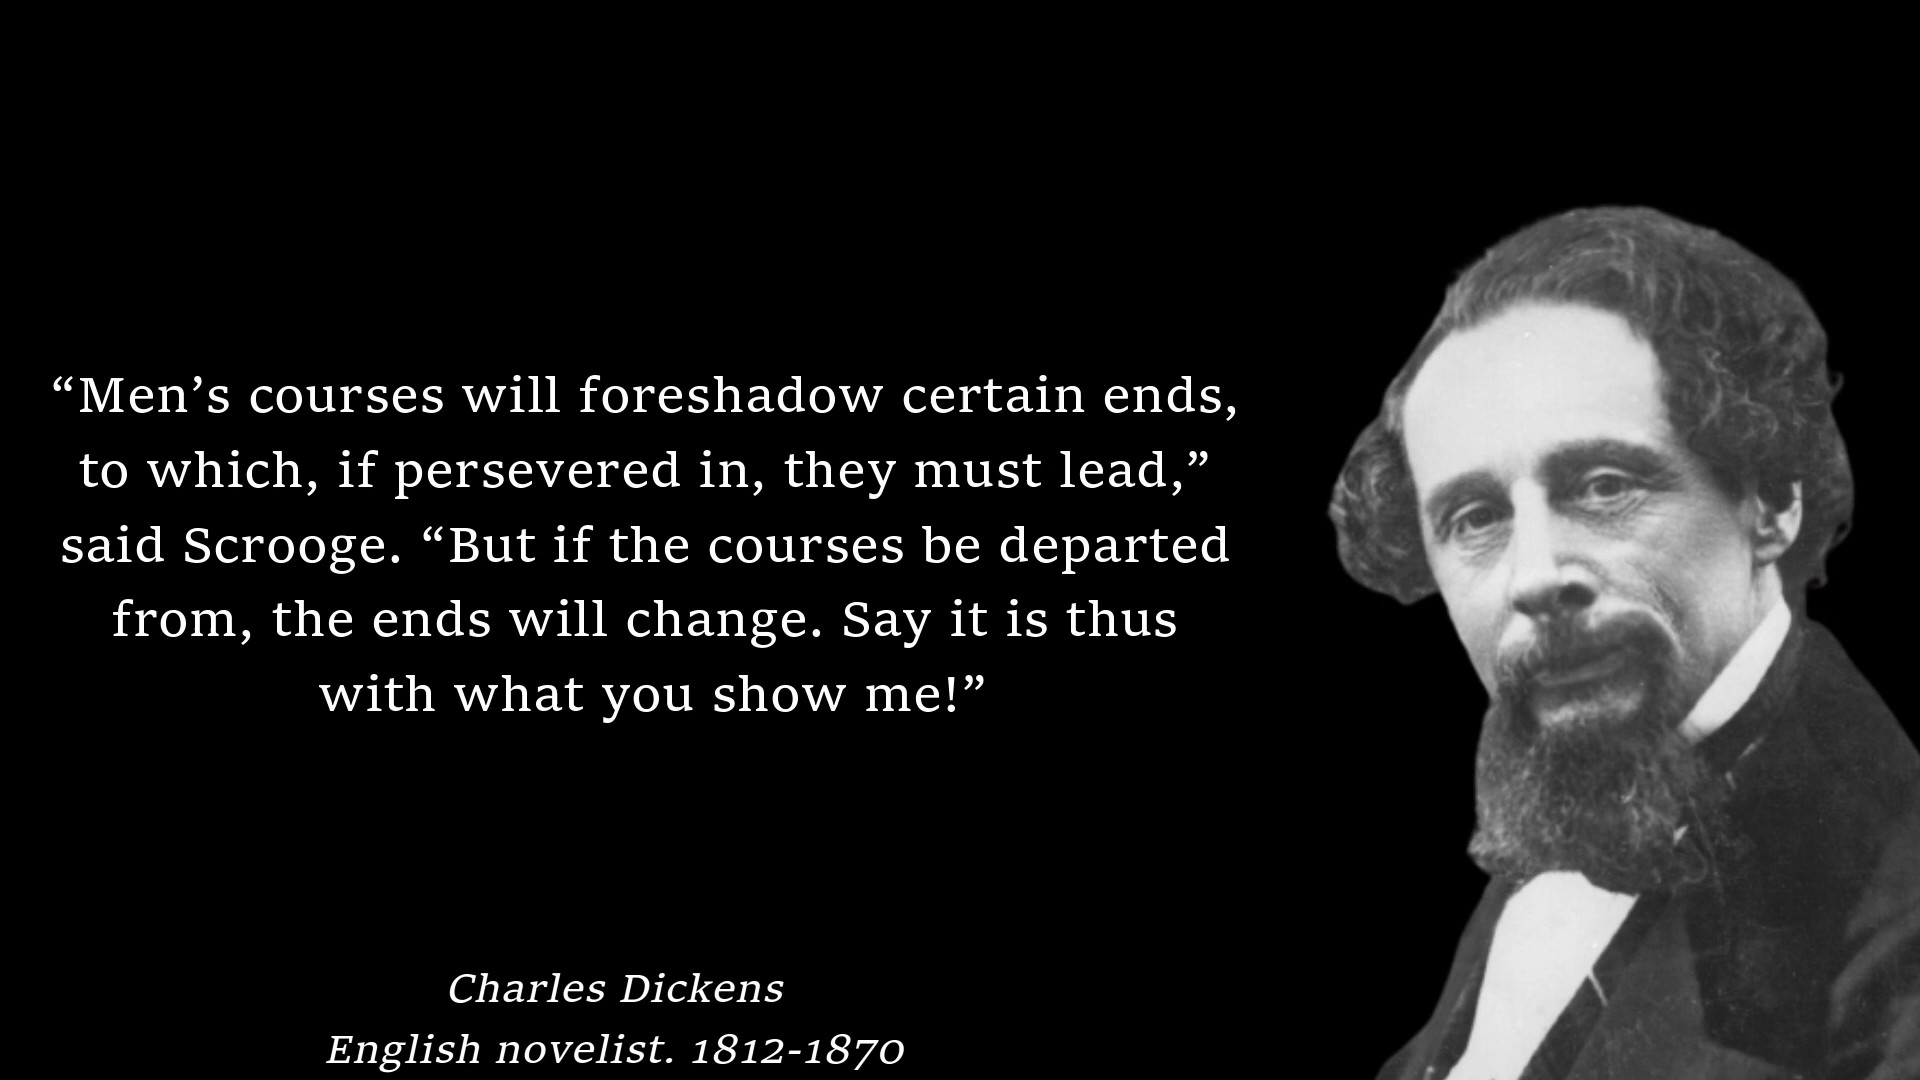 “Men’s courses will foreshadow certain ends,
to which, if persevered in, they must lead,”
said Scrooge. “But if the courses be departed
from, the ends will change. Say it is thus
with what you show me!”
Charles Dickens
English novelist. 1812-1870